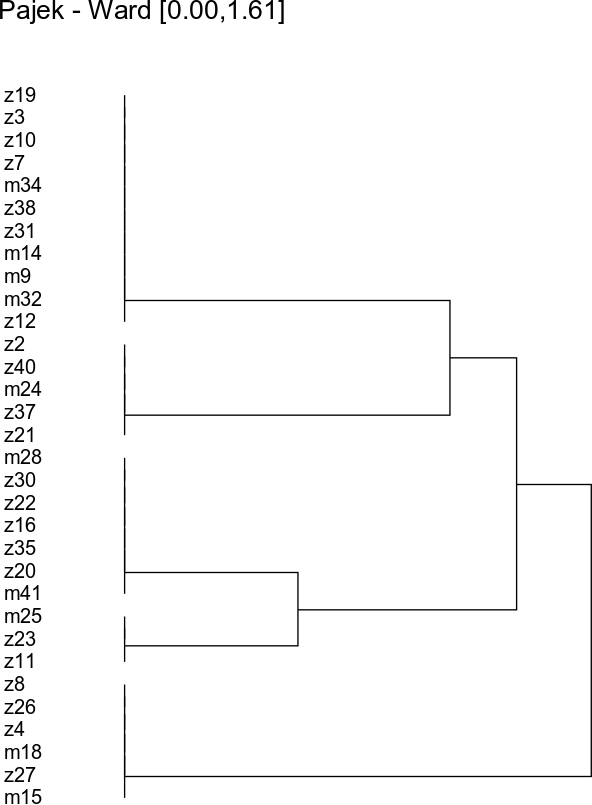 Pajek - Ward [0.00,1.61]
z19
z3
z10
z7
m34
z38
z31
m14
m9
m32
z12
z2
z40
m24
z37
z21
m28
z30
z22
z16
z35
z20
m41
m25
z23
z11
z8
z26
z4
m18
z27
m15